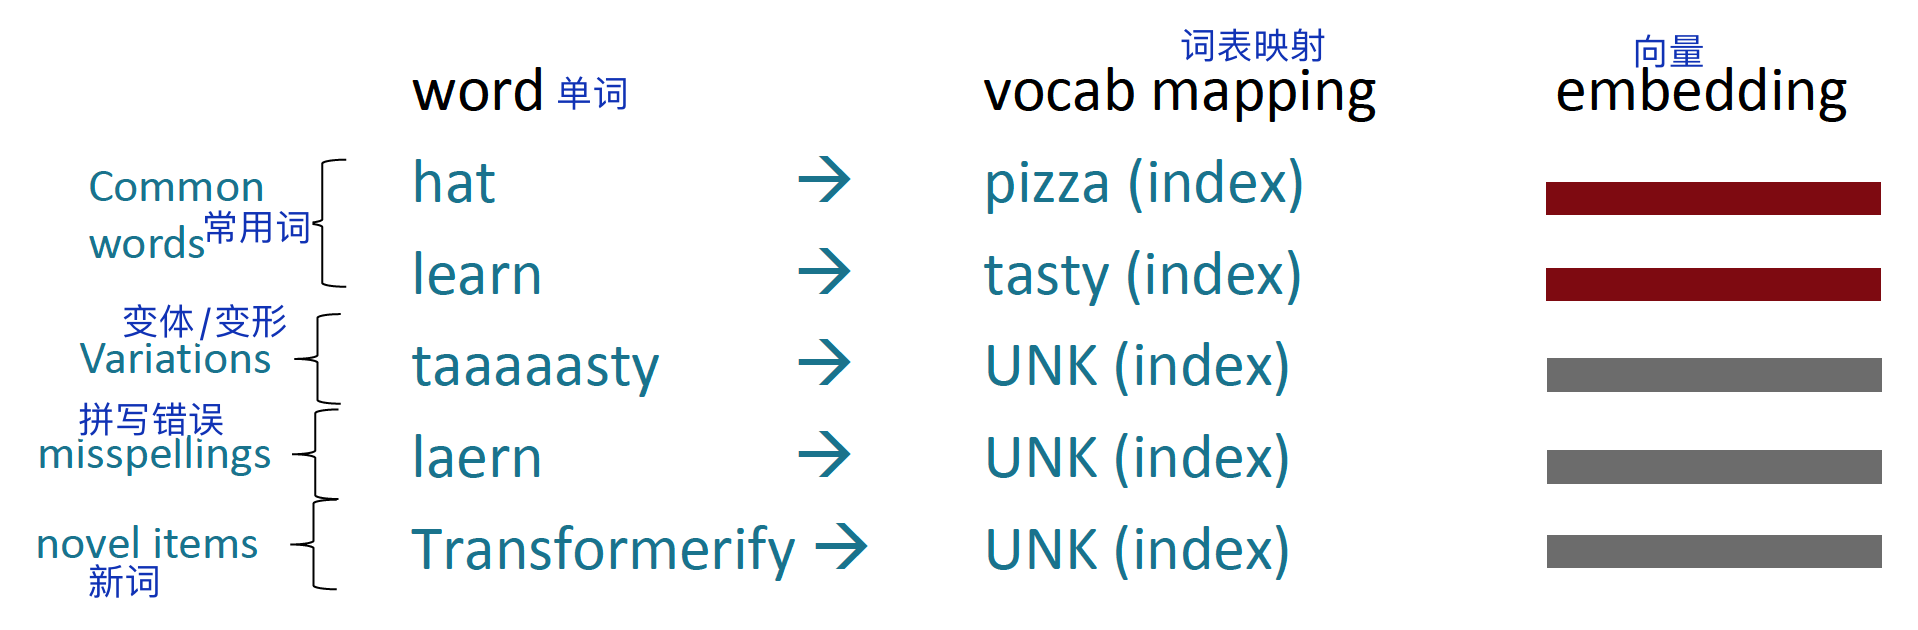 词表映射
向量
word 单词
vocab mapping
embedding
Common
words 常用词
hat → pizza (index)
learn → tasty (index)
变体/变形
Variations
taaaaasty → UNK (index)
拼写错误
misspellings
laern → UNK (index)
novel items
新词
Transformerify → UNK (index)